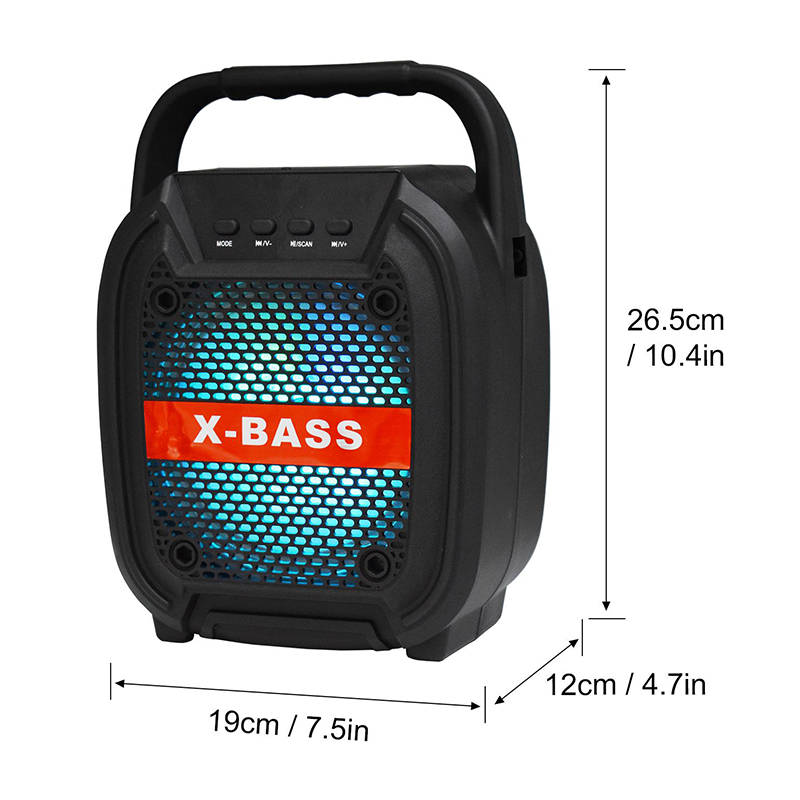 MODE
⏮/V-
⏯/SCAN
⏭/V+
X-BASS
26.5cm
/ 10.4in
12cm / 4.7in
19cm / 7.5in